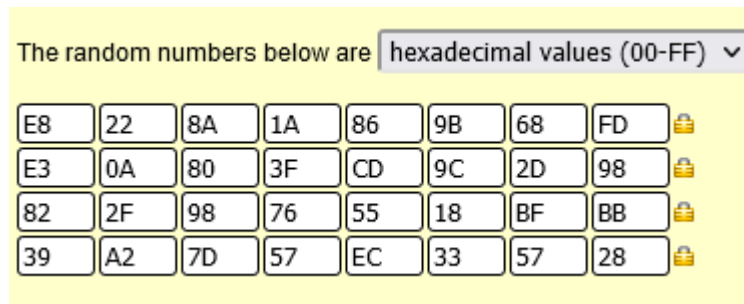 The random numbers below are hexadecimal values (00-FF)
E8 22 8A 1A 86 9B 68 FD
E3 0A 80 3F CD 9C 2D 98
82 2F 98 76 55 18 BF BB
39 A2 7D 57 EC 33 57 28